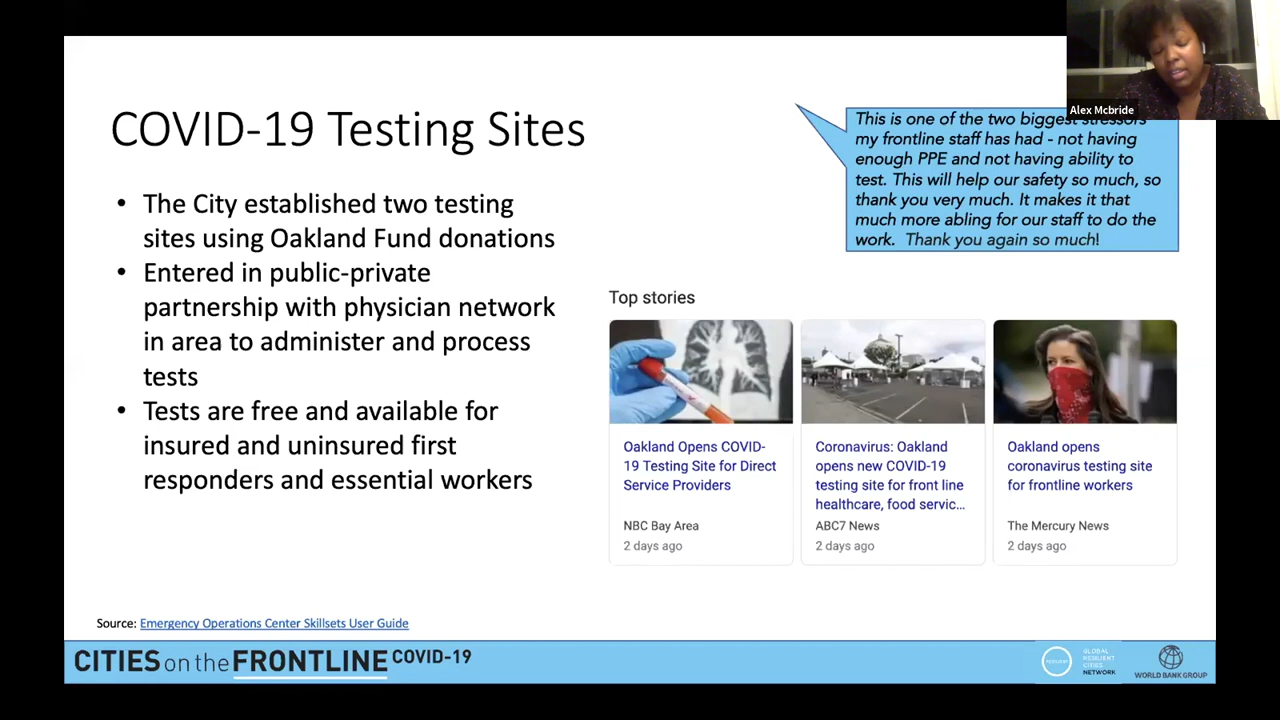 COVID-19 Testing Sites
• The City established two testing
sites using Oakland Fund donations
• Entered in public-private
partnership with physician network
in area to administer and process
tests
• Tests are free and available for
insured and uninsured first
responders and essential workers
Alex Mcbride
This is one of the two biggest stressors
my frontline staff has had - not having
enough PPE and not having ability to
test. This will help our safety so much, so
thank you very much. It makes it that
much more abling for our staff to do the
work. Thank you again so much!
Top stories
Oakland Opens COVID-
19 Testing Site for Direct
Service Providers
NBC Bay Area
2 days ago
Coronavirus: Oakland
opens new COVID-19
testing site for front line
healthcare, food servic...
ABC7 News
2 days ago
Oakland opens
coronavirus testing site
for frontline workers
The Mercury News
2 days ago
Source: Emergency Operations Center Skillsets User Guide
CITIES on the FRONTLINE COVID-19
GLOBAL
RESILIENT
CITIES
NETWORK
WORLD BANK GROUP